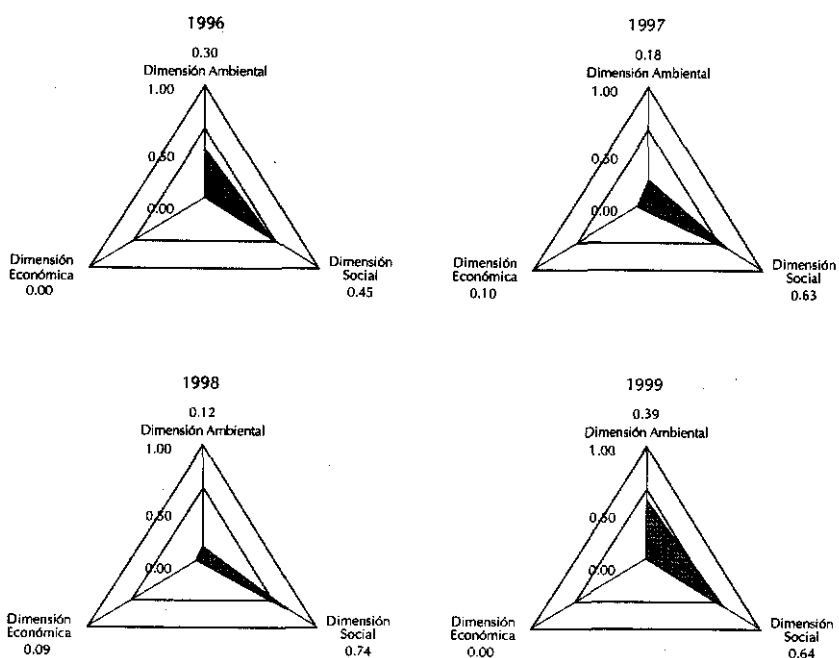 1996
0.30
Dimensión Ambiental
1.00
0.50
0.00
Dimensión
Económica
0.00
Dimensión
Social
0.45
1997
0.18
Dimensión Ambiental
1.00
0.50
0.00
Dimensión
Económica
0.10
Dimensión
Social
0.63
1998
0.12
Dimensión Ambiental
1.00
0.50
0.00
Dimensión
Económica
0.09
Dimensión
Social
0.74
1999
0.39
Dimensión Ambiental
1.00
0.50
0.00
Dimensión
Económica
0.00
Dimensión
Social
0.64